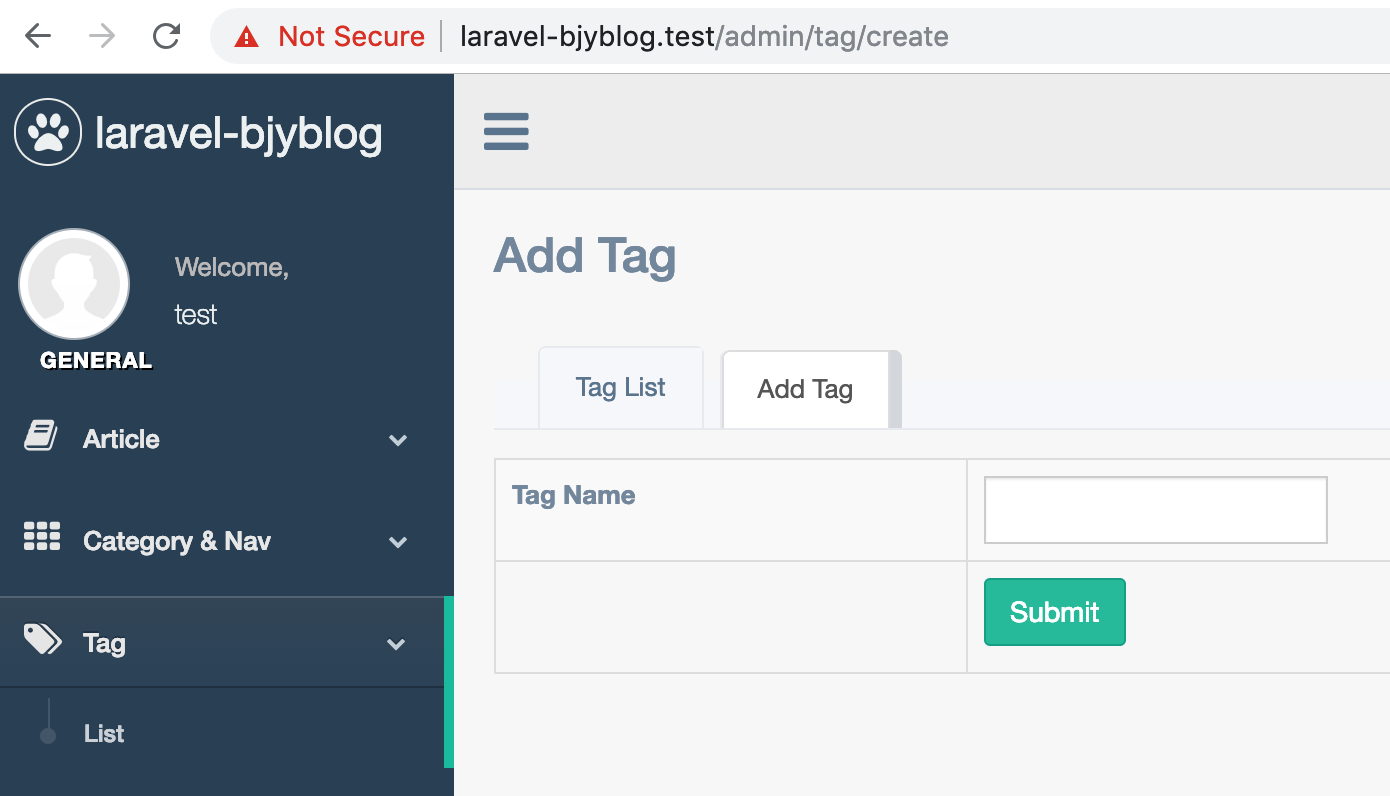 Not Secure laravel-bjyblog.test/admin/tag/create
laravel-bjyblog
Welcome,
test
GENERAL
Article
Category & Nav
Tag
List
Add Tag
Tag List Add Tag
Tag Name
Submit